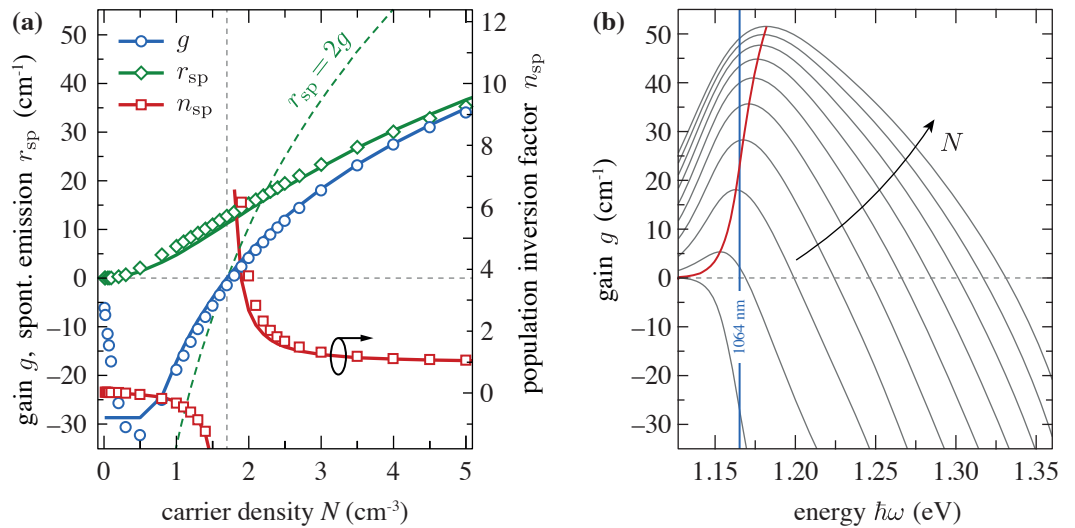 (a)
50
40
30
20
10
0
−10
−20
−30
gain g, spont. emission r_sp (cm⁻¹)
g
r_sp
n_sp
r_sp = 2g
12
10
8
6
4
2
0
population inversion factor n_sp
0
1
2
3
4
5
carrier density N (cm⁻³)
(b)
50
40
30
20
10
0
−10
−20
−30
gain g (cm⁻¹)
N
1064 nm
1.15
1.20
1.25
1.30
1.35
energy ħω (eV)